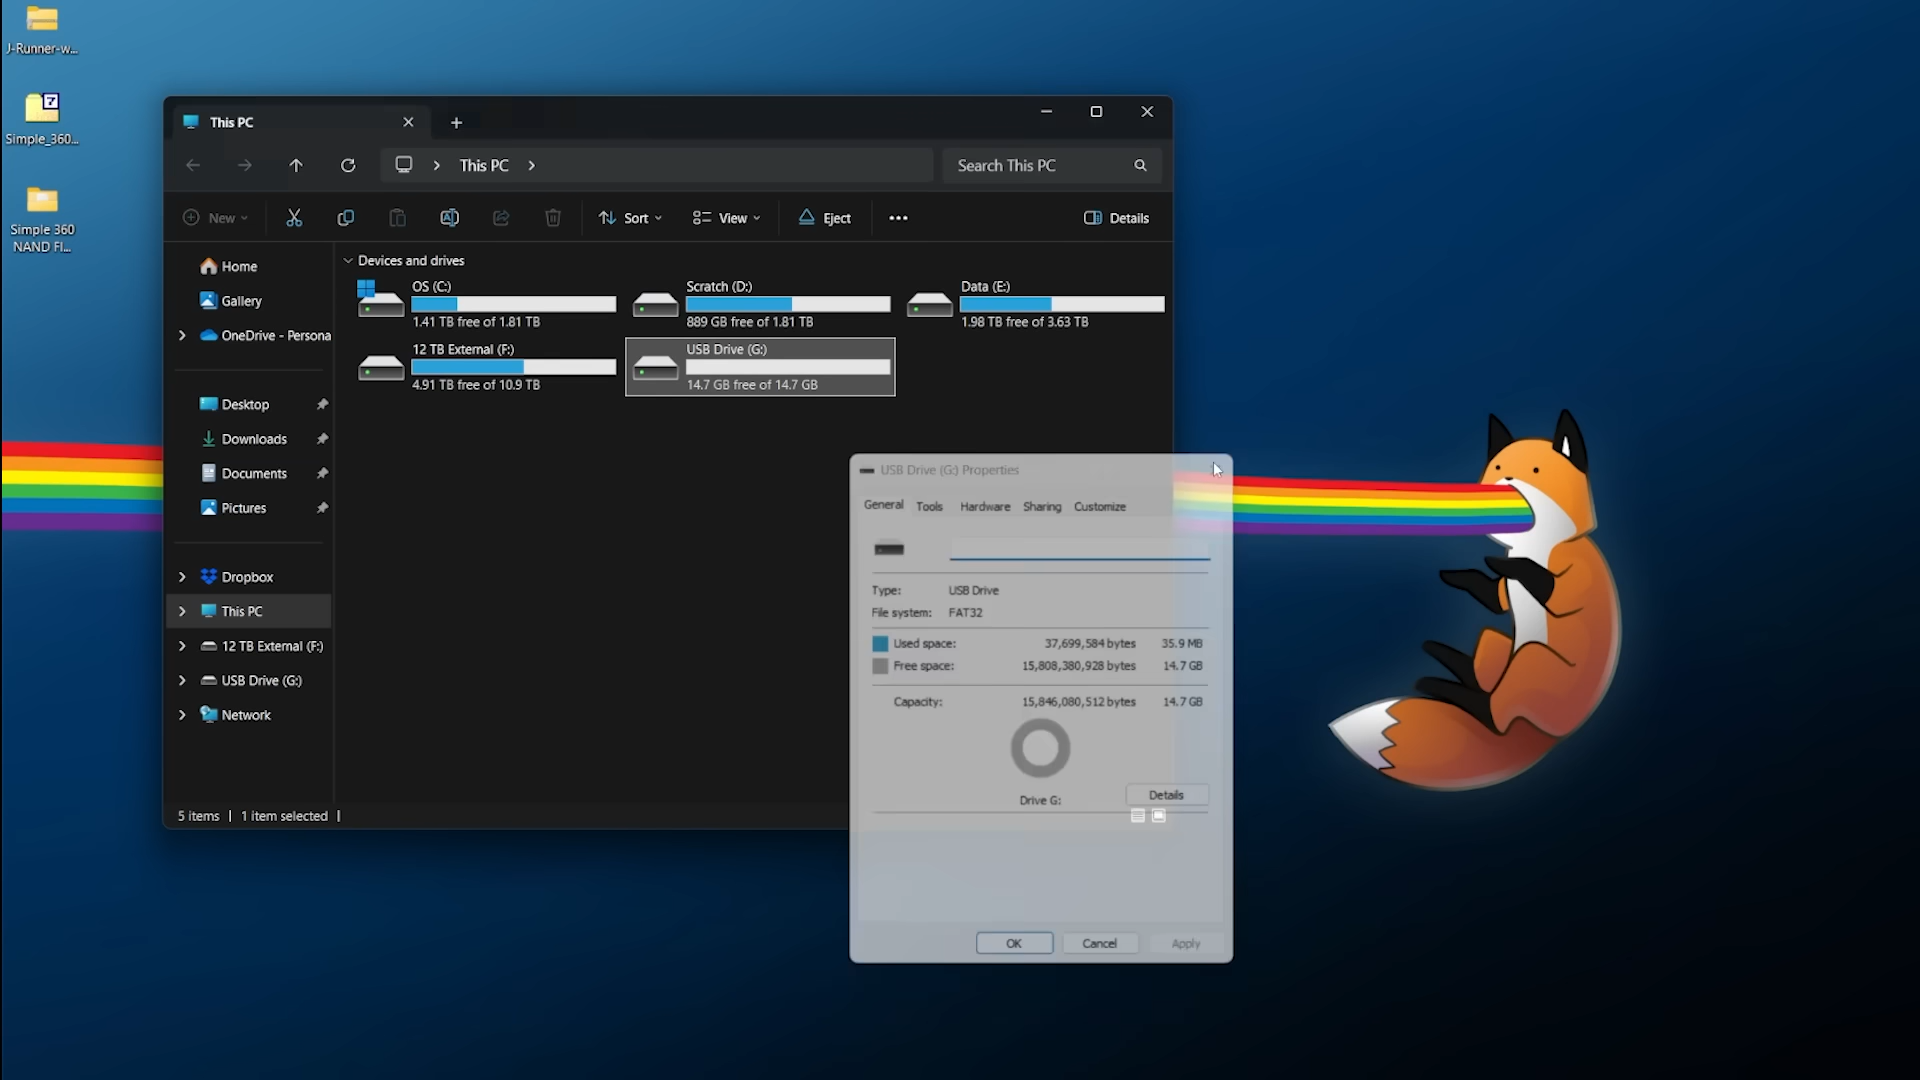 J-Runner-w...
7
Simple_360...
Simple 360
NAND Fl...
This PC
This PC
Search This PC
New
Sort
View
Eject
Details
Home
Gallery
OneDrive - Persona
Desktop
Downloads
Documents
Pictures
Dropbox
This PC
12 TB External (F:)
USB Drive (G:)
Network
Devices and drives
OS (C:)
1.41 TB free of 1.81 TB
Scratch (D:)
889 GB free of 1.81 TB
Data (E:)
1.98 TB free of 3.63 TB
12 TB External (F:)
4.91 TB free of 10.9 TB
USB Drive (G:)
14.7 GB free of 14.7 GB
5 items
1 item selected
USB Drive (G:) Properties
General Tools Hardware Sharing Customize
Type: USB Drive
File system: FAT32
Used space: 37,699,584 bytes 35.9 MB
Free space: 15,808,380,928 bytes 14.7 GB
Capacity: 15,846,080,512 bytes 14.7 GB
Drive G:
Details
OK
Cancel
Apply